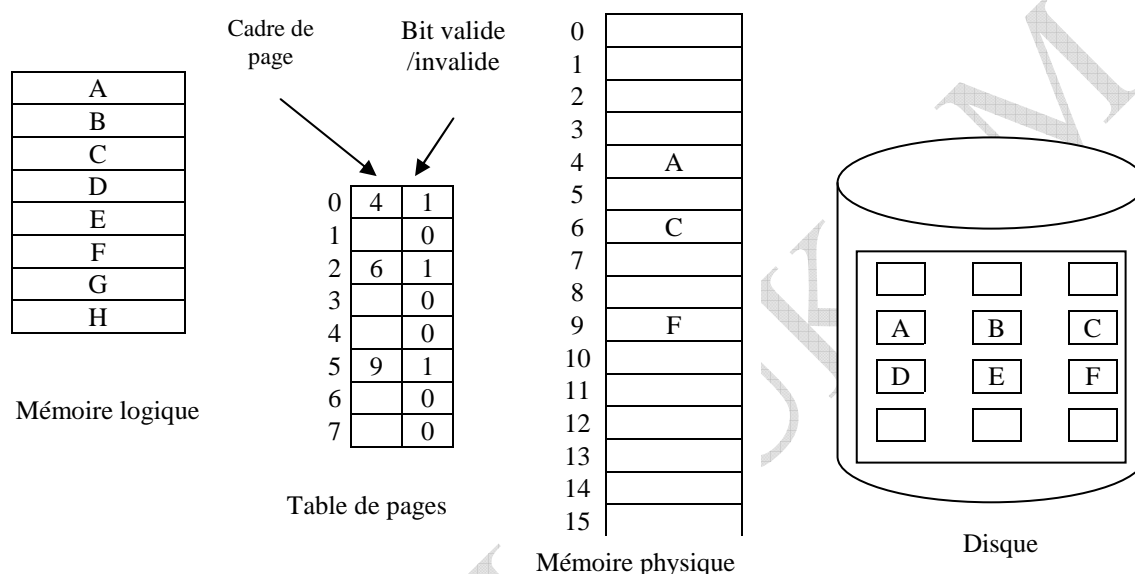 Cadre de
page
Bit valide
/invalide
A
B
C
D
E
F
G
H
Mémoire logique
0 4 1
1 0
2 6 1
3 0
4 0
5 9 1
6 0
7 0
Table de pages
0
1
2
3
4 A
5
6 C
7
8
9 F
10
11
12
13
14
15
Mémoire physique
A B C
D E F
Disque